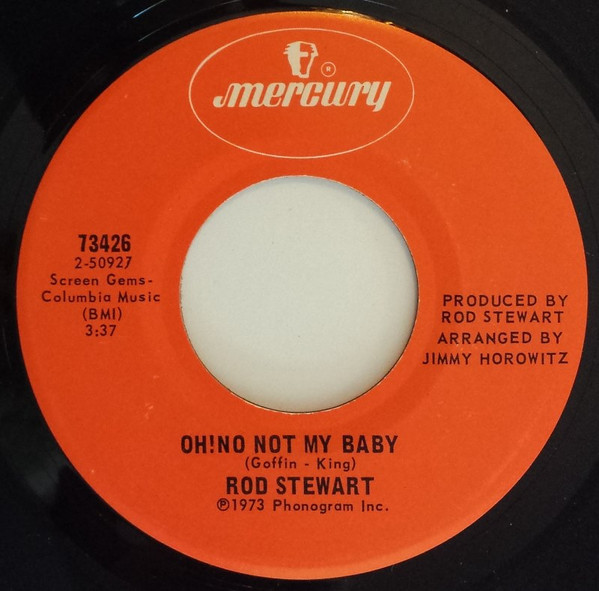 ®
mercury
73426
2-50927
Screen Gems-
Columbia Music
(BMI)
3:37
PRODUCED BY
ROD STEWART
ARRANGED BY
JIMMY HOROWITZ
OH!NO NOT MY BABY
(Goffin - King)
ROD STEWART
℗1973 Phonogram Inc.